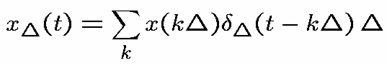 x_Δ(t) = ∑_k x(kΔ)δ_Δ(t − kΔ) Δ